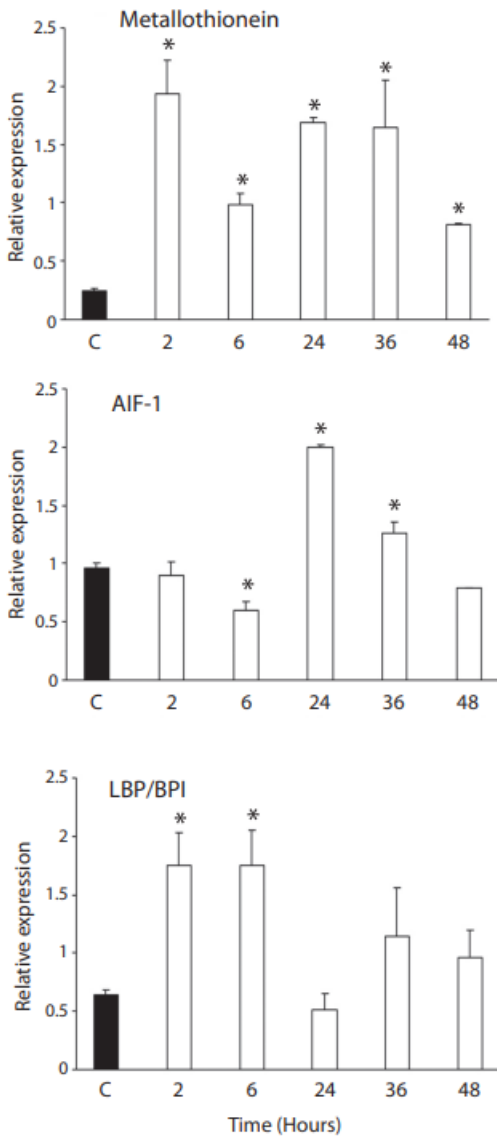 Metallothionein
2.5
2
1.5
1
0.5
0
Relative expression
* * * * *
C 2 6 24 36 48
AIF-1
2.5
2
1.5
1
0.5
0
Relative expression
* * *
C 2 6 24 36 48
LBP/BPI
2.5
2
1.5
1
0.5
0
Relative expression
* *
C 2 6 24 36 48
Time (Hours)